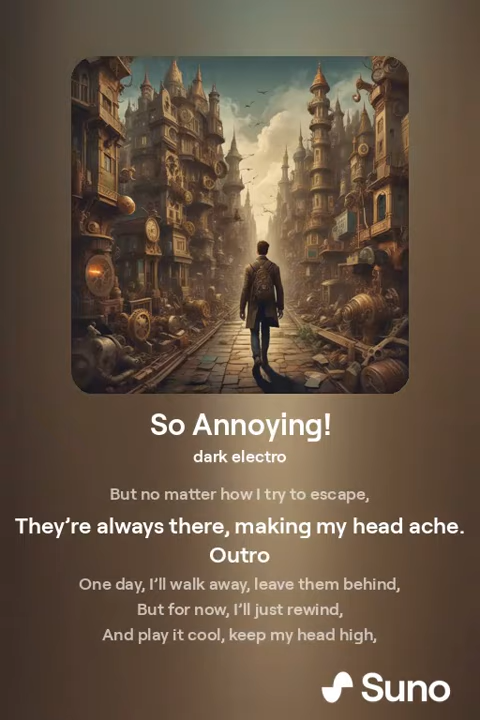 So Annoying!
dark electro
But no matter how I try to escape,
They’re always there, making my head ache.
Outro
One day, I’ll walk away, leave them behind,
But for now, I’ll just rewind,
And play it cool, keep my head high,
Suno